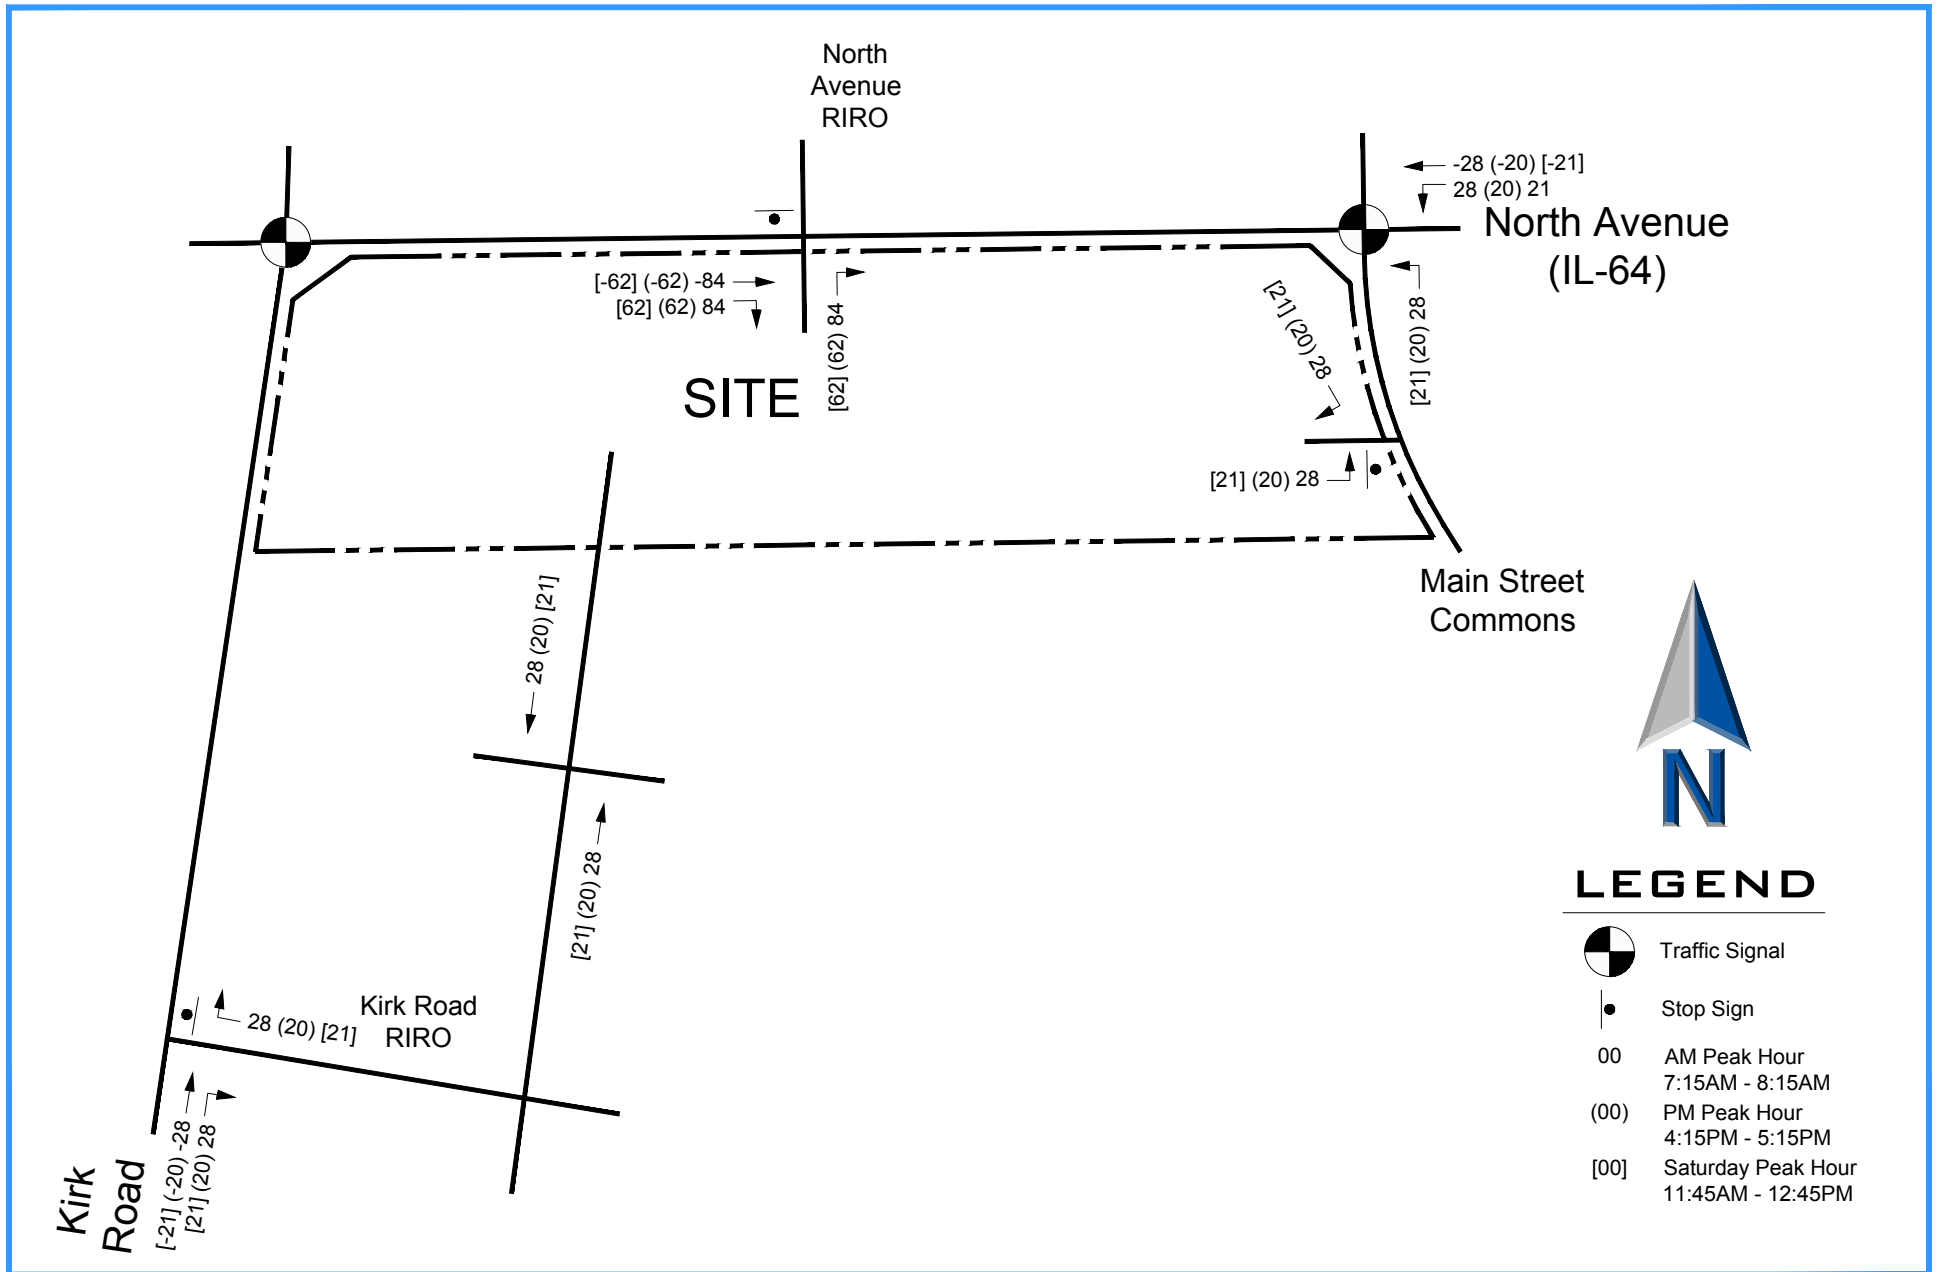 North
Avenue
RIRO
-28 (-20) [-21]
28 (20) 21
North Avenue
(IL-64)
[-62] (-62) -84
[62] (62) 84
[62] (62) 84
[21] (20) 28
[21] (20) 28
SITE
[21] (20) 28
Main Street
Commons
28 (20) [21]
[21] (20) 28
N
LEGEND
Traffic Signal
Stop Sign
00 AM Peak Hour
7:15AM - 8:15AM
(00) PM Peak Hour
4:15PM - 5:15PM
[00] Saturday Peak Hour
11:45AM - 12:45PM
28 (20) [21]
Kirk Road
RIRO
Kirk
Road
[-21] (-20) -28
[21] (20) 28